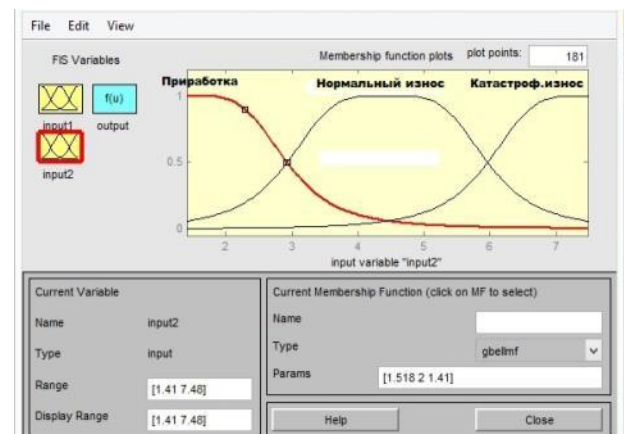 File Edit View
FIS Variables
Membership function plots plot points: 181
f(u)
input1 output
input2
Приработка Нормальный износ Катастроф.износ
1
0.5
0
2 3 4 5 6 7
input variable "input2"
Current Variable
Name input2
Type input
Range [1.41 7.48]
Display Range [1.41 7.48]
Current Membership Function (click on MF to select)
Name
Type gbellmf
Params [1.518 2 1.41]
Help Close